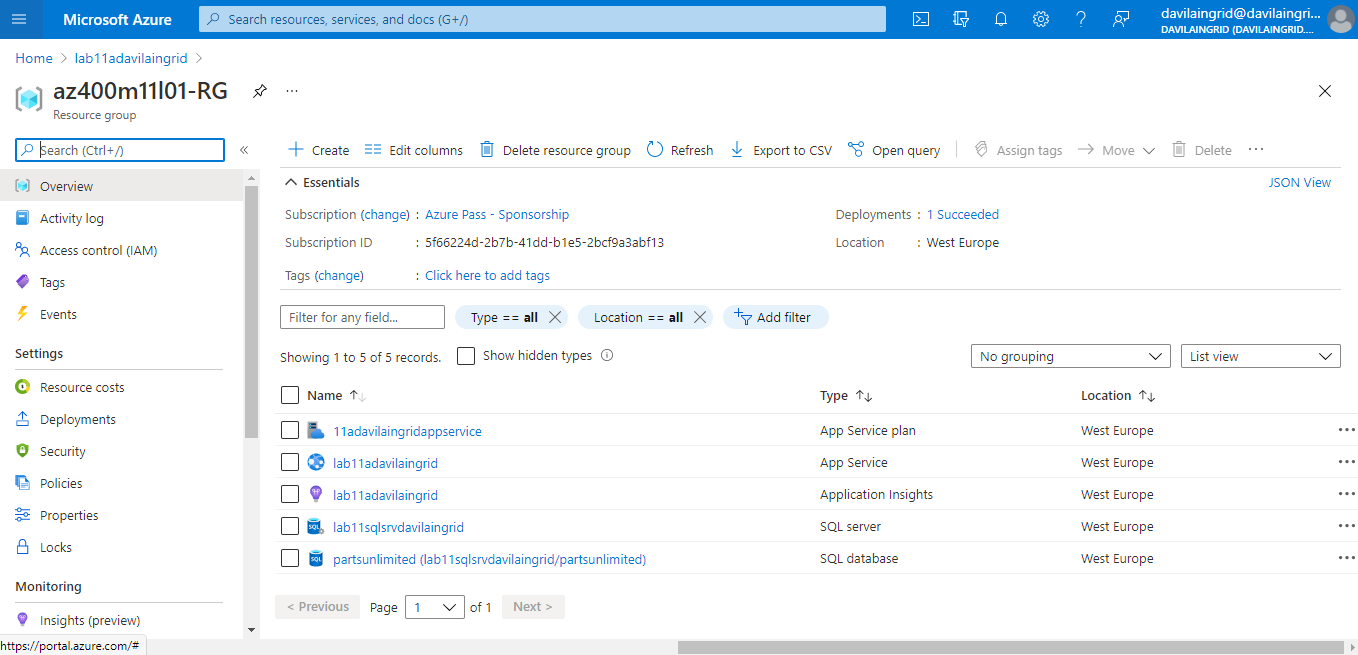 Microsoft Azure
Search resources, services, and docs (G+/)
davilaingrid@davilaingri...
DAVILAINGRID (DAVILAINGRID....
Home > lab11adavilaingrid >
az400m11l01-RG
...
Resource group
Search (Ctrl+/)
«
Create
Edit columns
Delete resource group
Refresh
Export to CSV
Open query
Assign tags
Move
Delete
...
Overview
Activity log
Access control (IAM)
Tags
Events
Settings
Resource costs
Deployments
Security
Policies
Properties
Locks
Monitoring
Insights (preview)
Essentials
JSON View
Subscription (change) : Azure Pass - Sponsorship
Deployments : 1 Succeeded
Subscription ID : 5f66224d-2b7b-41dd-b1e5-2bcf9a3abf13
Location : West Europe
Tags (change) : Click here to add tags
Filter for any field...
Type == all
Location == all
Add filter
Showing 1 to 5 of 5 records.
Show hidden types
No grouping
List view
Name Type Location
11adavilaingridappservice App Service plan West Europe
lab11adavilaingrid App Service West Europe
lab11adavilaingrid Application Insights West Europe
lab11sqlsrvdavilaingrid SQL server West Europe
partsunlimited (lab11sqlsrvdavilaingrid/partsunlimited) SQL database West Europe
< Previous Page 1 of 1 Next >
https://portal.azure.com/#